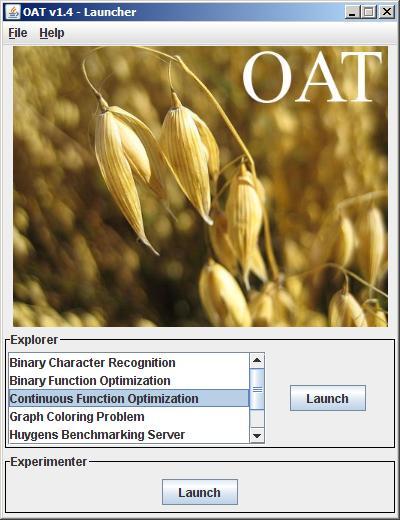 OAT v1.4 - Launcher
File Help
OAT
Explorer
Binary Character Recognition
Binary Function Optimization
Continuous Function Optimization
Graph Coloring Problem
Huygens Benchmarking Server
Launch
Experimenter
Launch